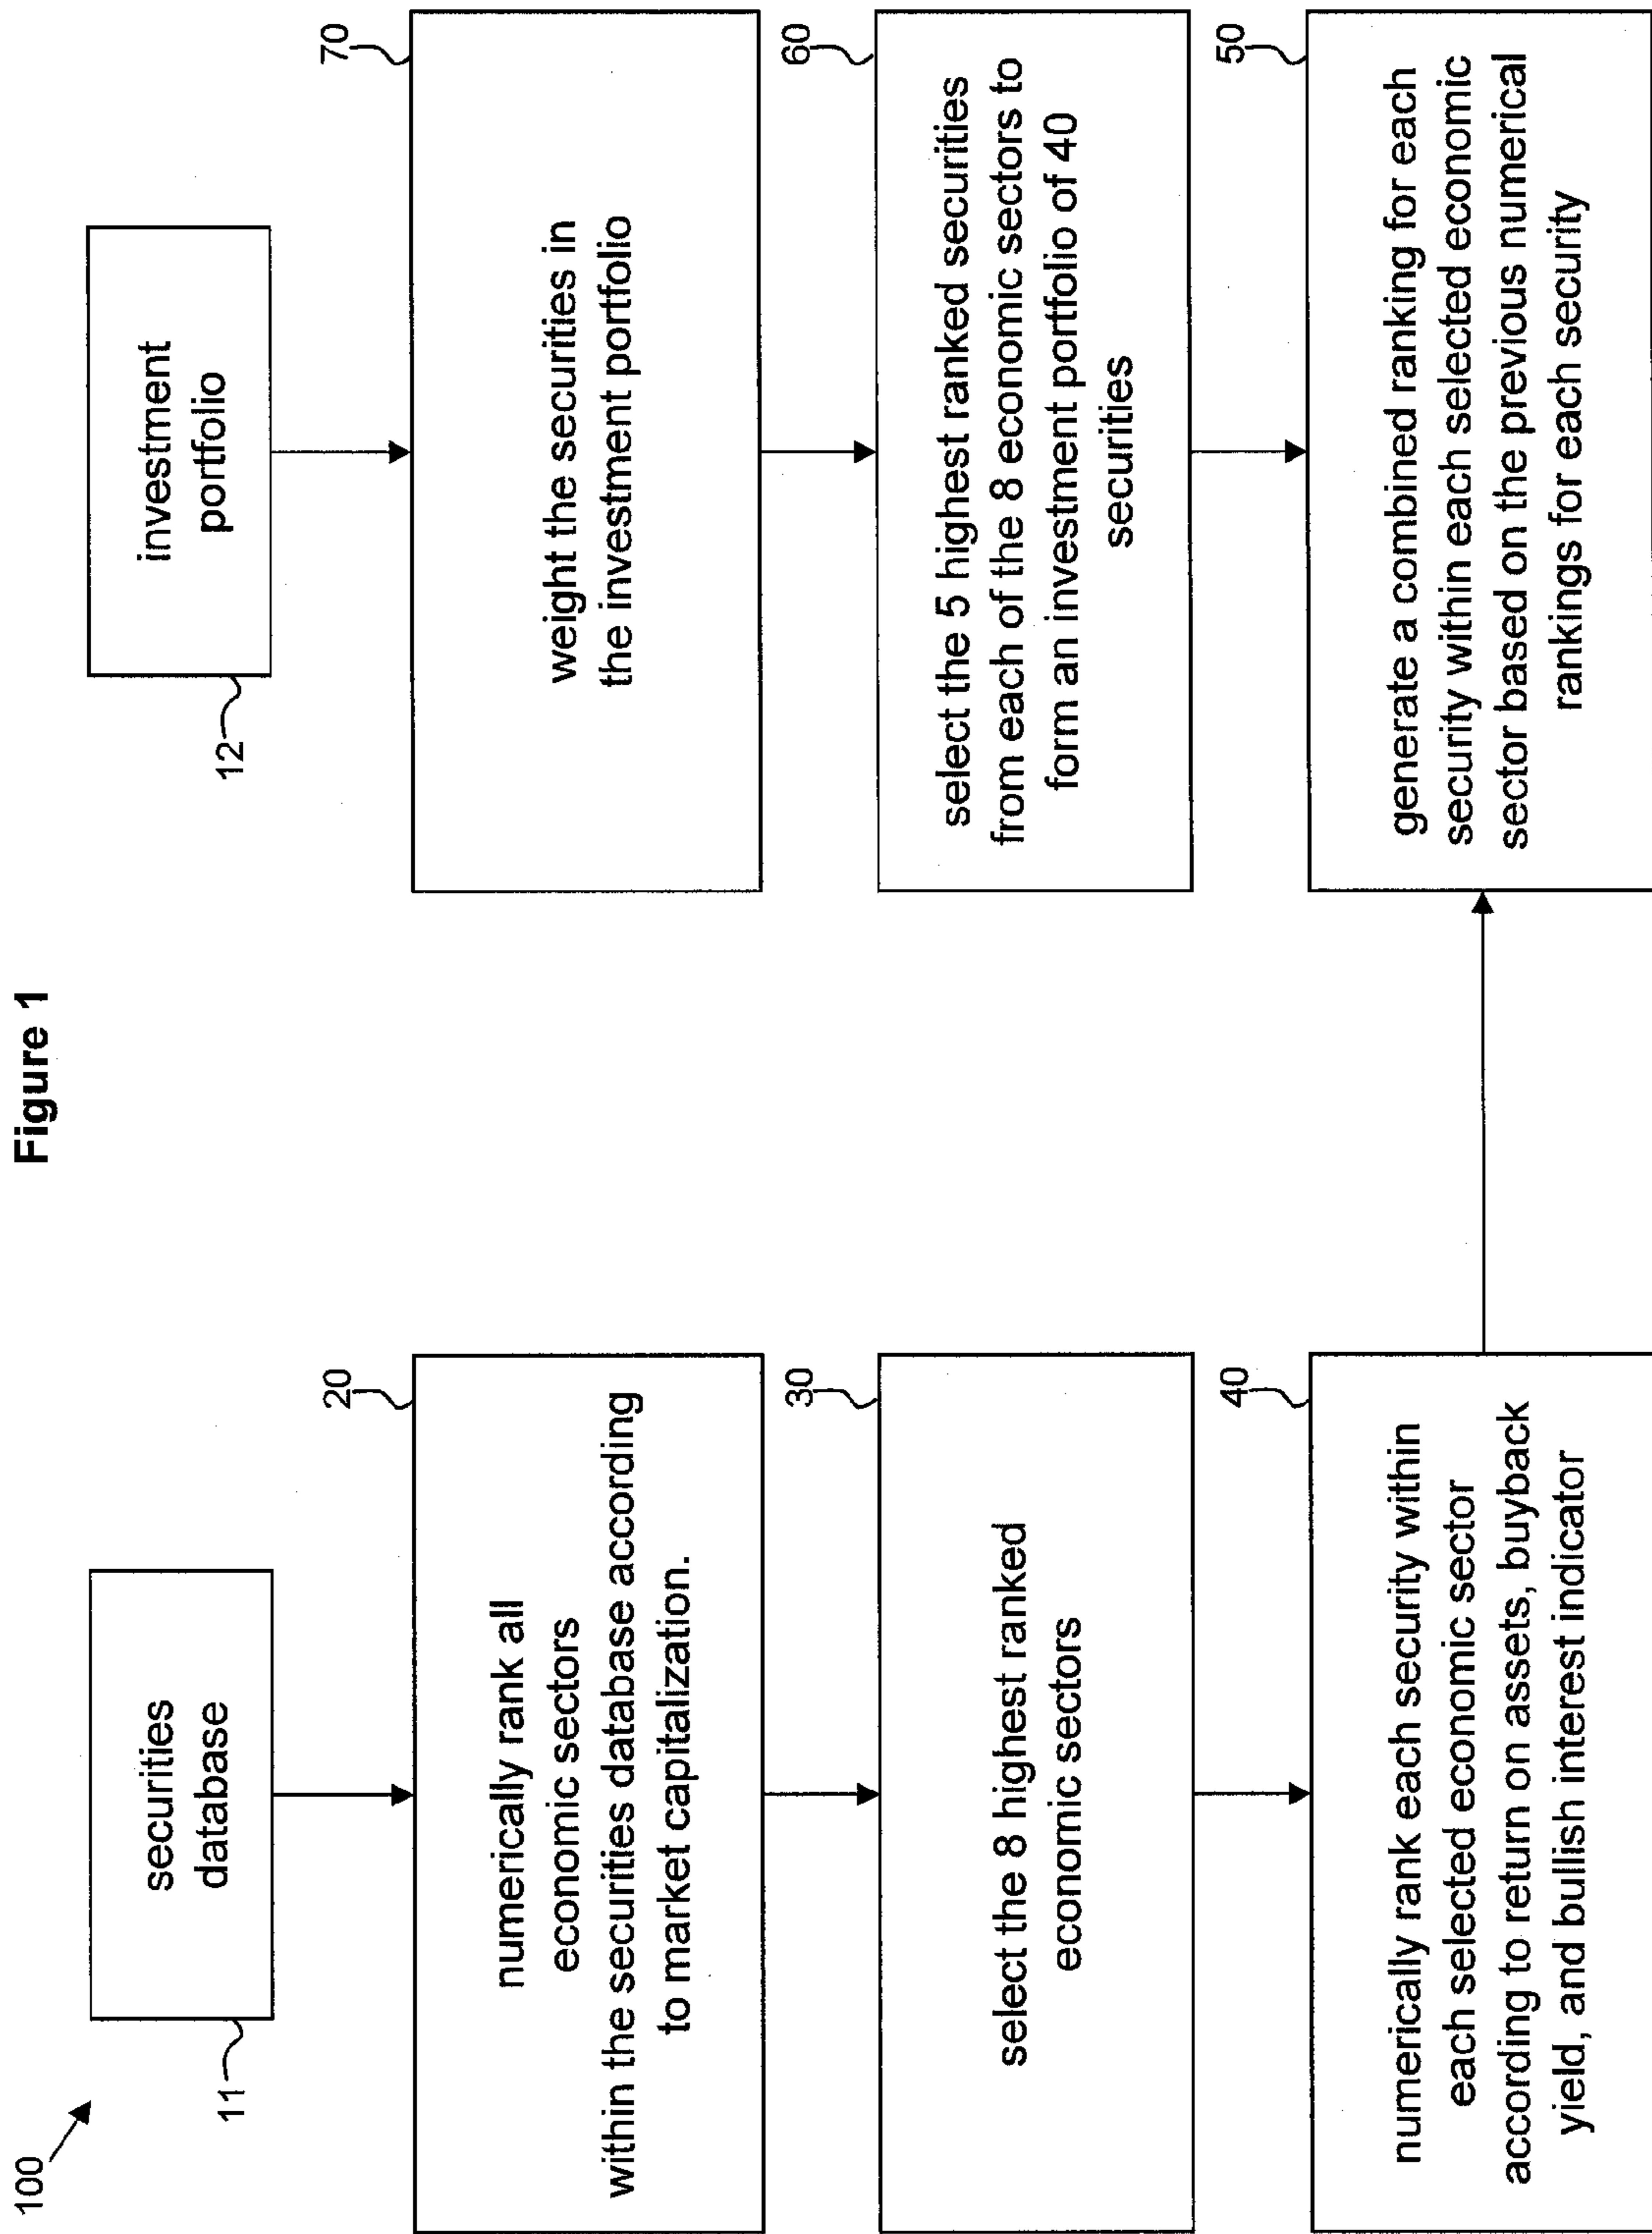 Figure 1
100
11
securities
database
20
numerically rank all
economic sectors
within the securities database according
to market capitalization.
30
select the 8 highest ranked
economic sectors
40
numerically rank each security within
each selected economic sector
according to return on assets, buyback
yield, and bullish interest indicator
12
investment
portfolio
70
weight the securities in
the investment portfolio
60
select the 5 highest ranked securities
from each of the 8 economic sectors to
form an investment portfolio of 40
securities
50
generate a combined ranking for each
security within each selected economic
sector based on the previous numerical
rankings for each security